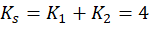 K_s = K_1 + K_2 = 4